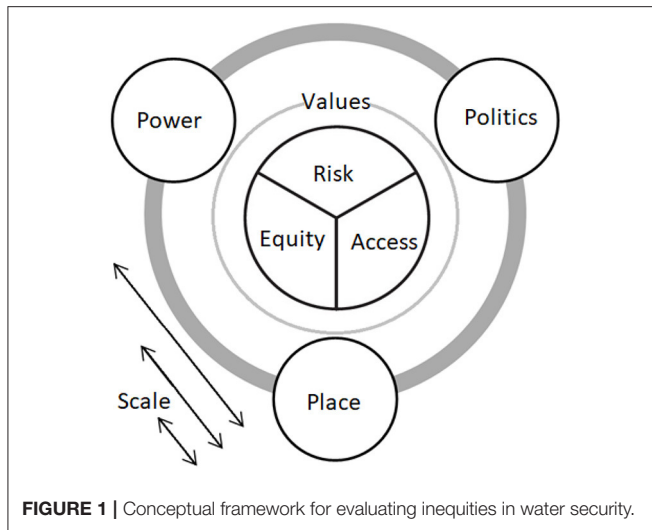 Values
Power
Politics
Risk
Equity
Access
Scale
Place
FIGURE 1 | Conceptual framework for evaluating inequities in water security.